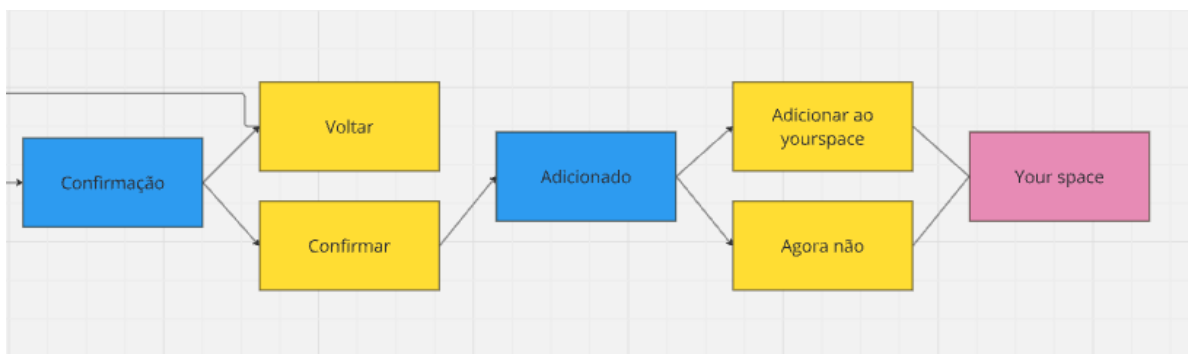 Confirmação
Voltar
Confirmar
Adicionado
Adicionar ao
yourspace
Agora não
Your space